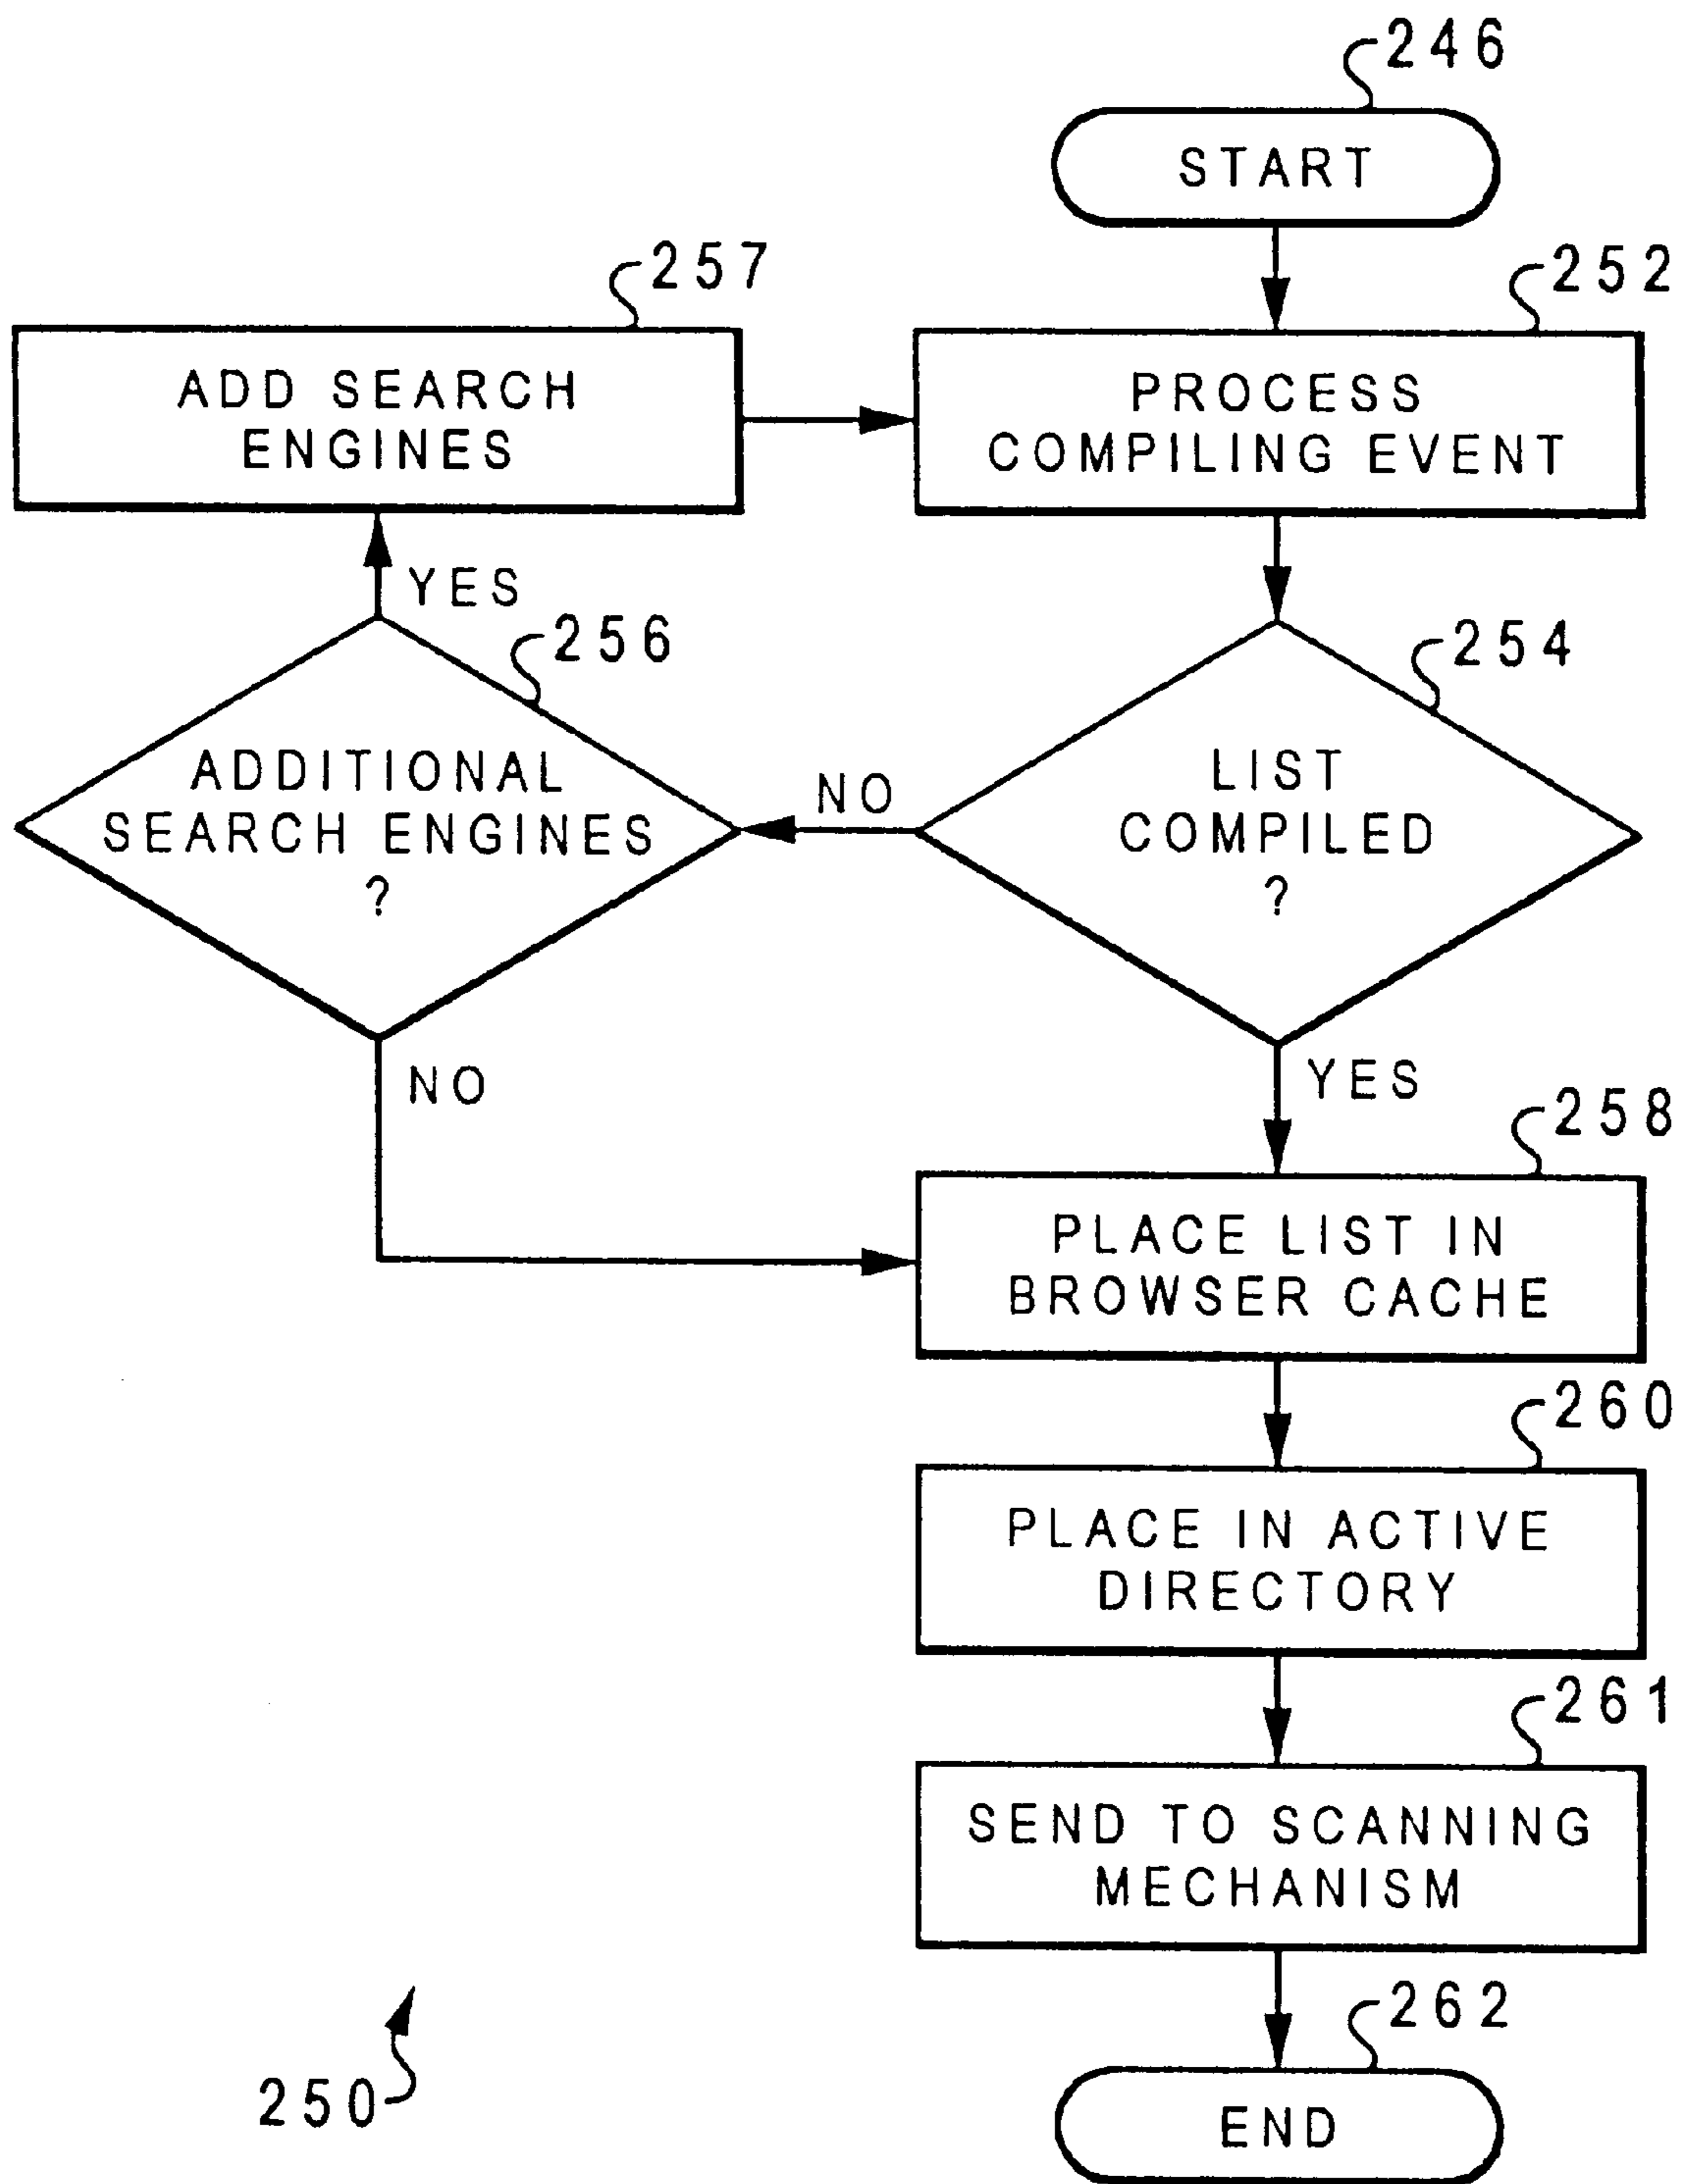 246
START
257
252
ADD SEARCH
ENGINES
PROCESS
COMPILING EVENT
YES
256
254
ADDITIONAL
SEARCH ENGINES
?
NO
LIST
COMPILED
?
NO
YES
258
PLACE LIST IN
BROWSER CACHE
260
PLACE IN ACTIVE
DIRECTORY
261
SEND TO SCANNING
MECHANISM
262
250
END